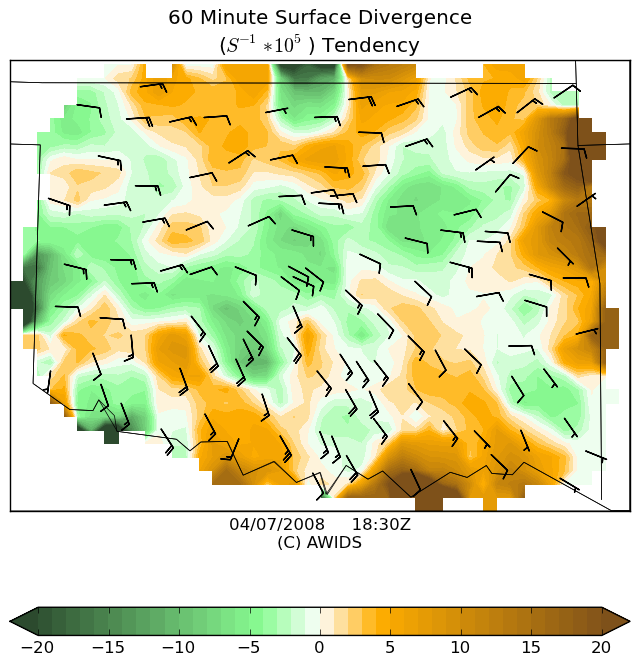 60 Minute Surface Divergence
(S⁻¹ *10⁵ ) Tendency
04/07/2008 18:30Z
(C) AWIDS
−20 −15 −10 −5 0 5 10 15 20